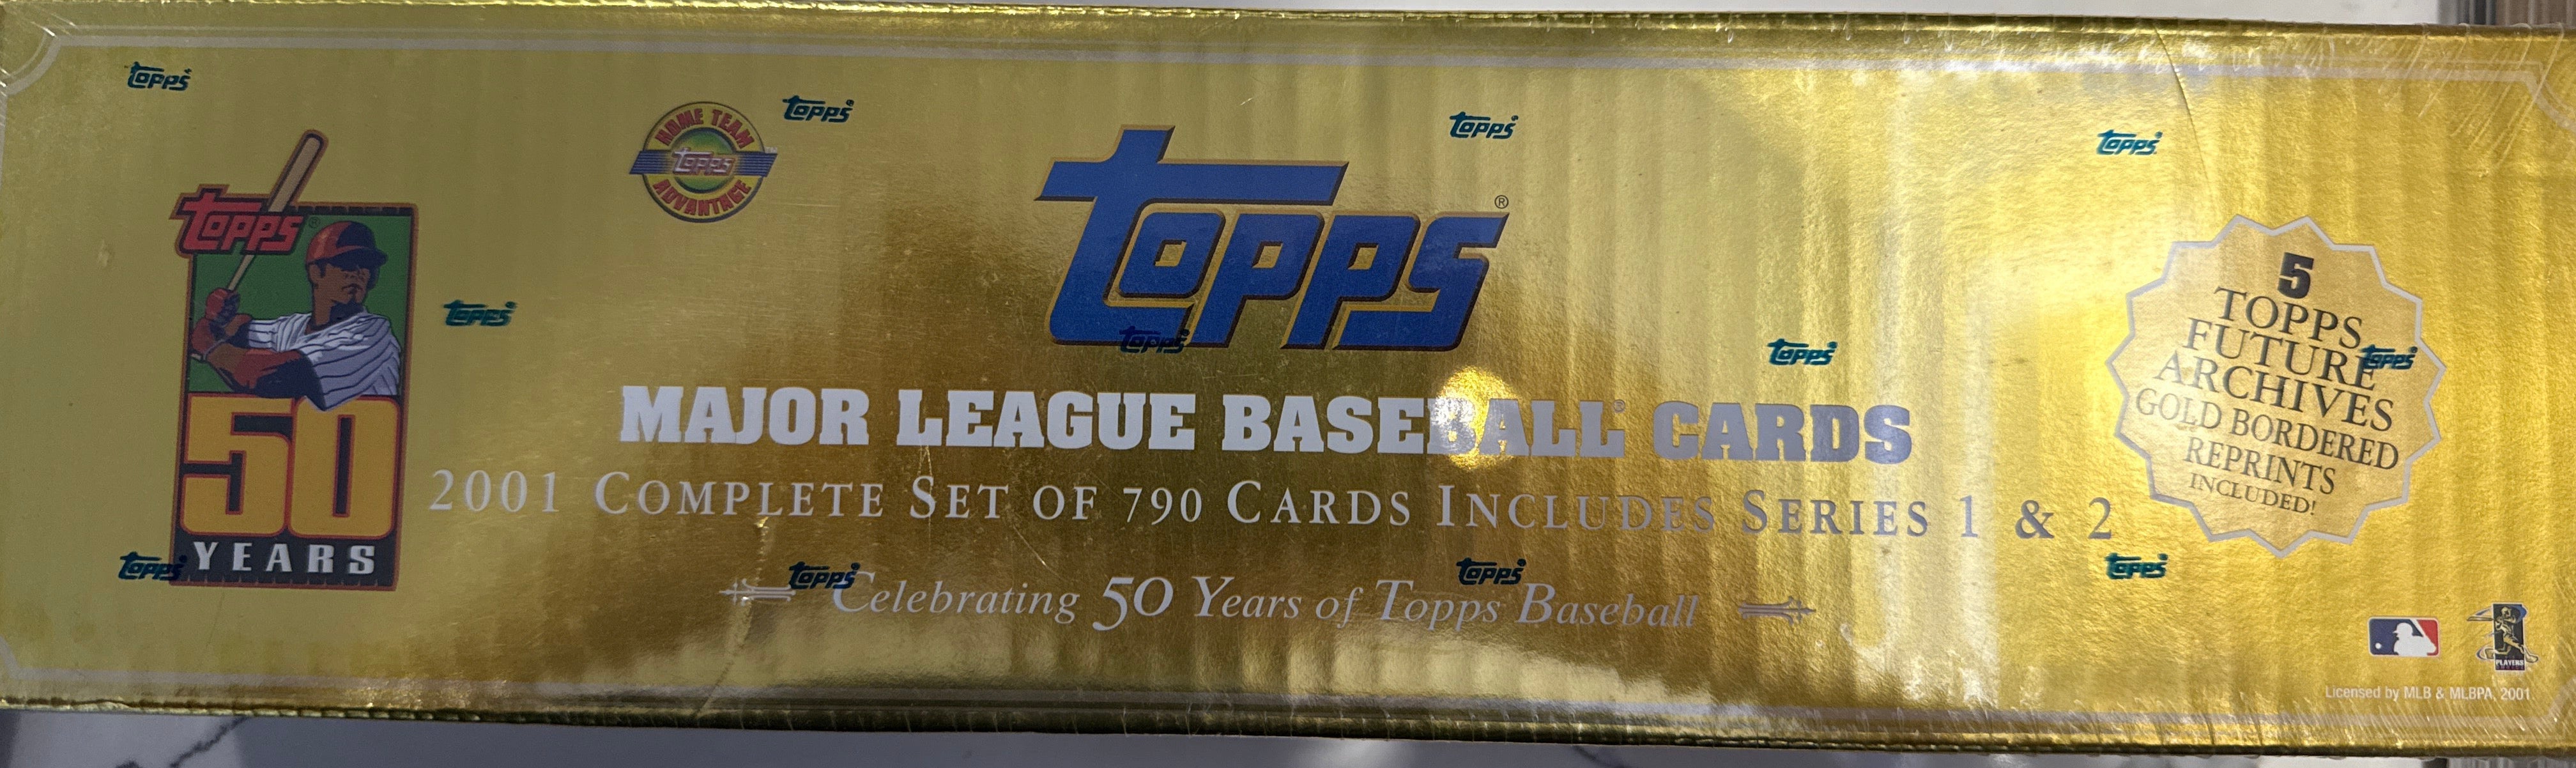 Topps
Topps
Topps
Topps
HOME TEAM
Topps
ADVANTAGE
Topps®
Topps®
50
YEARS
Topps
Topps
Topps
Topps
MAJOR LEAGUE BASEBALL® CARDS
2001 COMPLETE SET OF 790 CARDS INCLUDES SERIES 1 & 2
Celebrating 50 Years of Topps Baseball
Topps
Topps
Topps
Topps
5
TOPPS
FUTURE
ARCHIVES
GOLD BORDERED
REPRINTS
INCLUDED!
PLAYERS
Licensed by MLB & MLBPA, 2001